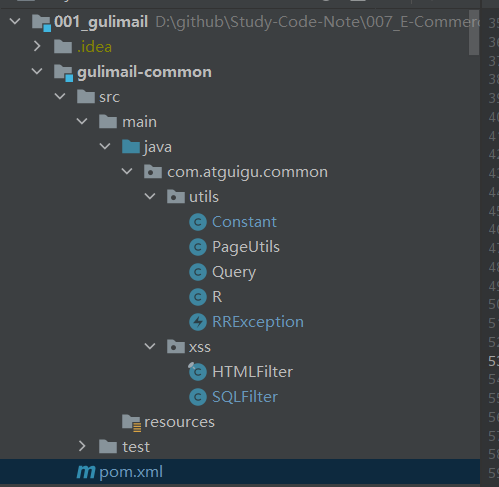 001_gulimail D:\github\Study-Code-Note\007_E-Commerc
.idea
gulimail-common
src
main
java
com.atguigu.common
utils
Constant
PageUtils
Query
R
RRException
xss
HTMLFilter
SQLFilter
resources
test
pom.xml